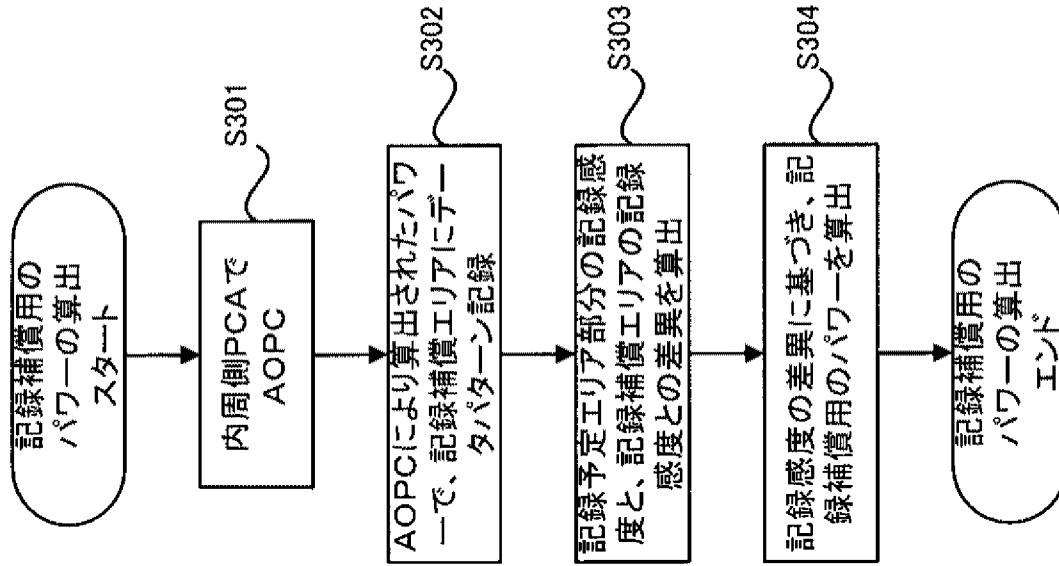 記録補償用の
パワーの算出
スタート
S301
内周側PCAで
AOPC
S302
AOPCにより算出されたパワ
ーで、記録補償エリアにデー
タパターン記録
S303
記録予定エリア部分の記録感
度と、記録補償エリアの記録
感度との差異を算出
S304
記録感度の差異に基づき、記
録補償用のパワーを算出
記録補償用の
パワーの算出
エンド